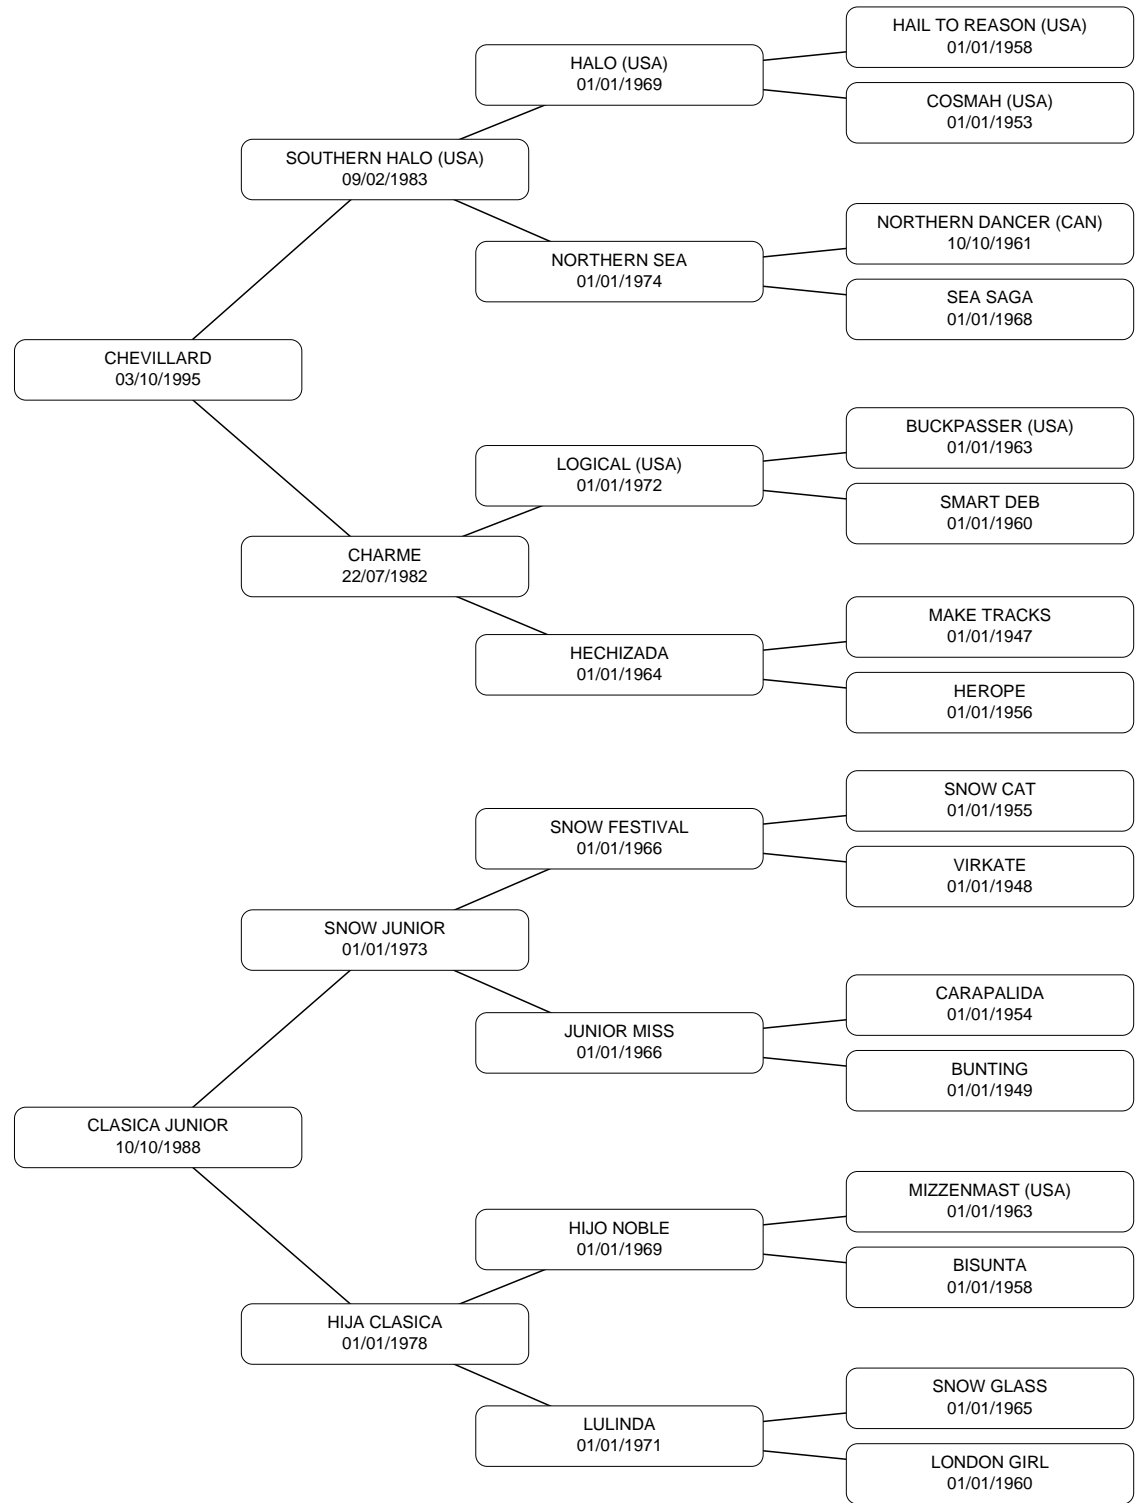 HAIL TO REASON (USA)
01/01/1958
HALO (USA)
01/01/1969
COSMAH (USA)
01/01/1953
SOUTHERN HALO (USA)
09/02/1983
NORTHERN DANCER (CAN)
10/10/1961
NORTHERN SEA
01/01/1974
SEA SAGA
01/01/1968
CHEVILLARD
03/10/1995
BUCKPASSER (USA)
01/01/1963
LOGICAL (USA)
01/01/1972
SMART DEB
01/01/1960
CHARME
22/07/1982
MAKE TRACKS
01/01/1947
HECHIZADA
01/01/1964
HEROPE
01/01/1956
SNOW CAT
01/01/1955
SNOW FESTIVAL
01/01/1966
VIRKATE
01/01/1948
SNOW JUNIOR
01/01/1973
CARAPALIDA
01/01/1954
JUNIOR MISS
01/01/1966
BUNTING
01/01/1949
CLASICA JUNIOR
10/10/1988
MIZZENMAST (USA)
01/01/1963
HIJO NOBLE
01/01/1969
BISUNTA
01/01/1958
HIJA CLASICA
01/01/1978
SNOW GLASS
01/01/1965
LULINDA
01/01/1971
LONDON GIRL
01/01/1960